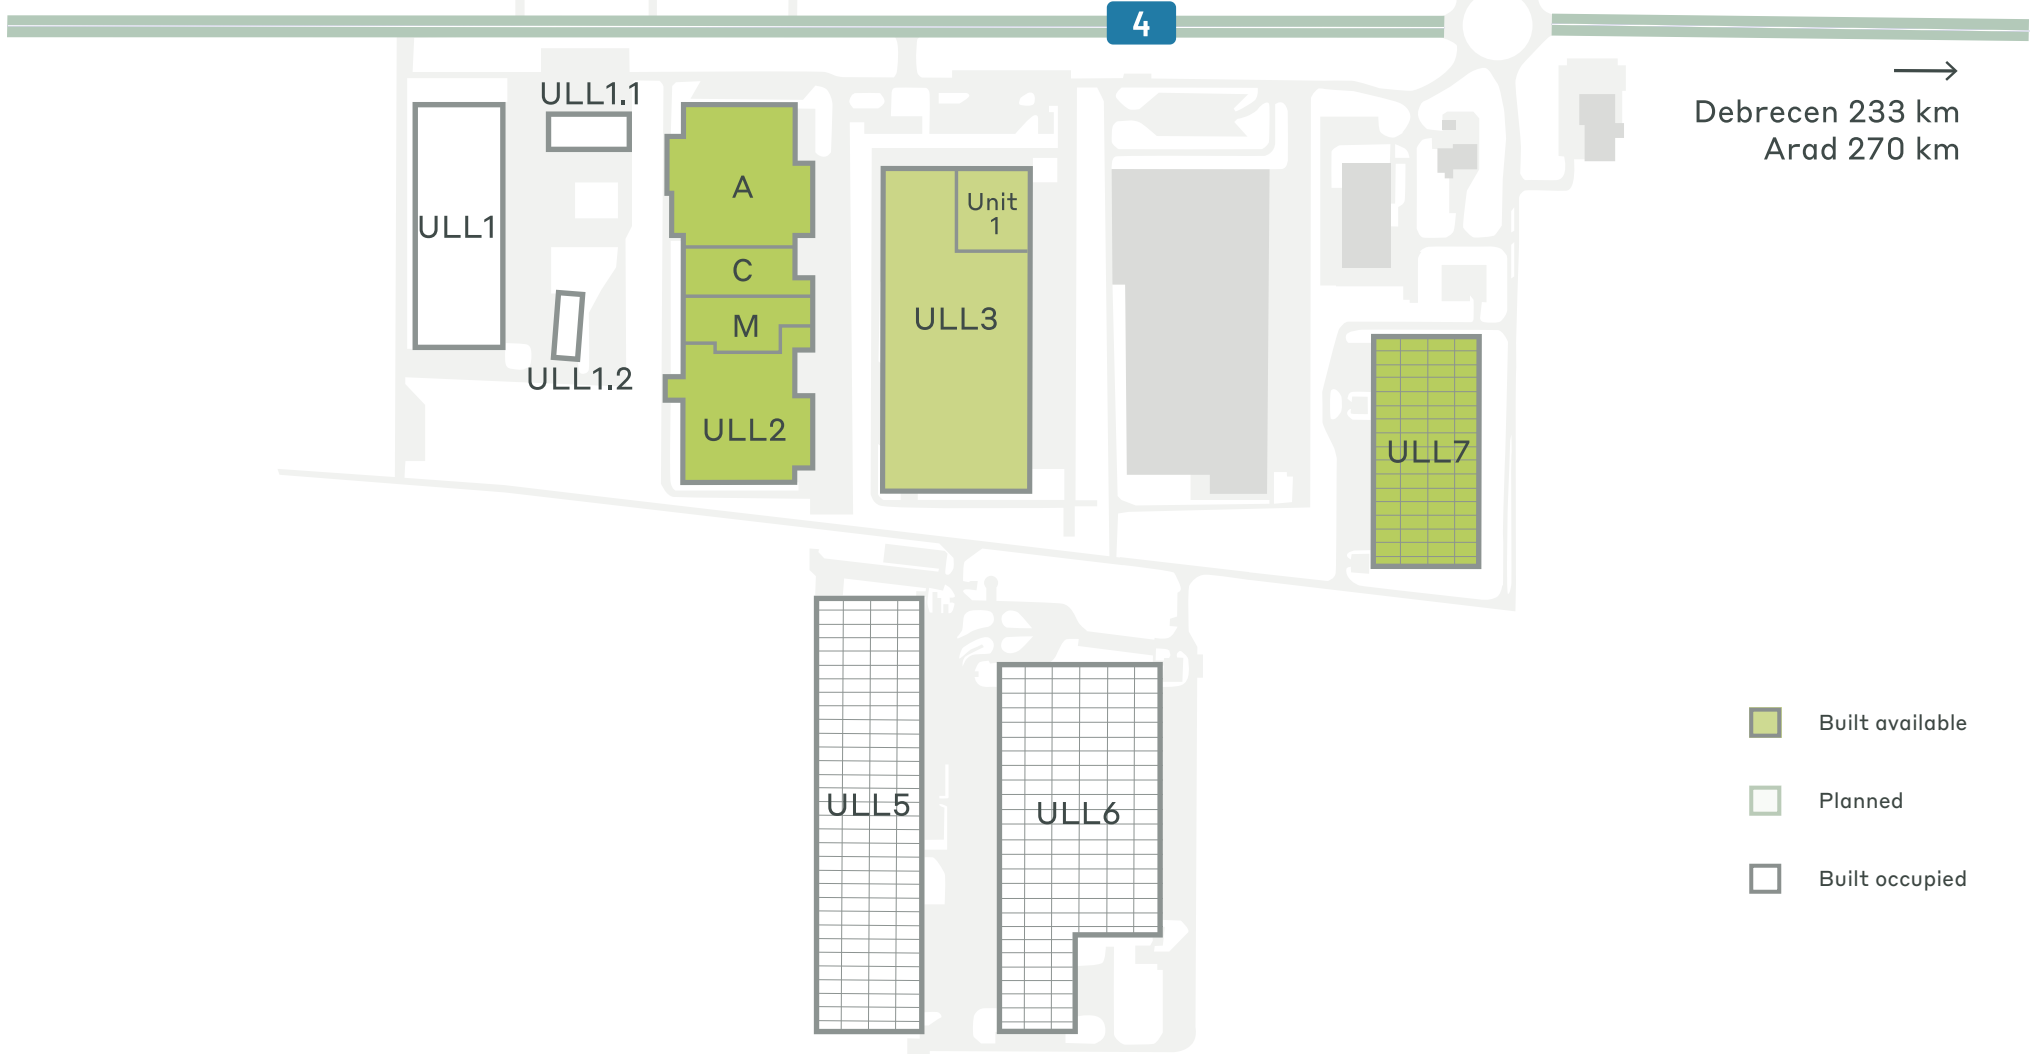 4
Debrecen 233 km
Arad 270 km
ULL1.1
ULL1
ULL1.2
A
C
M
ULL2
Unit
1
ULL3
ULL7
ULL5
ULL6
Built available
Planned
Built occupied